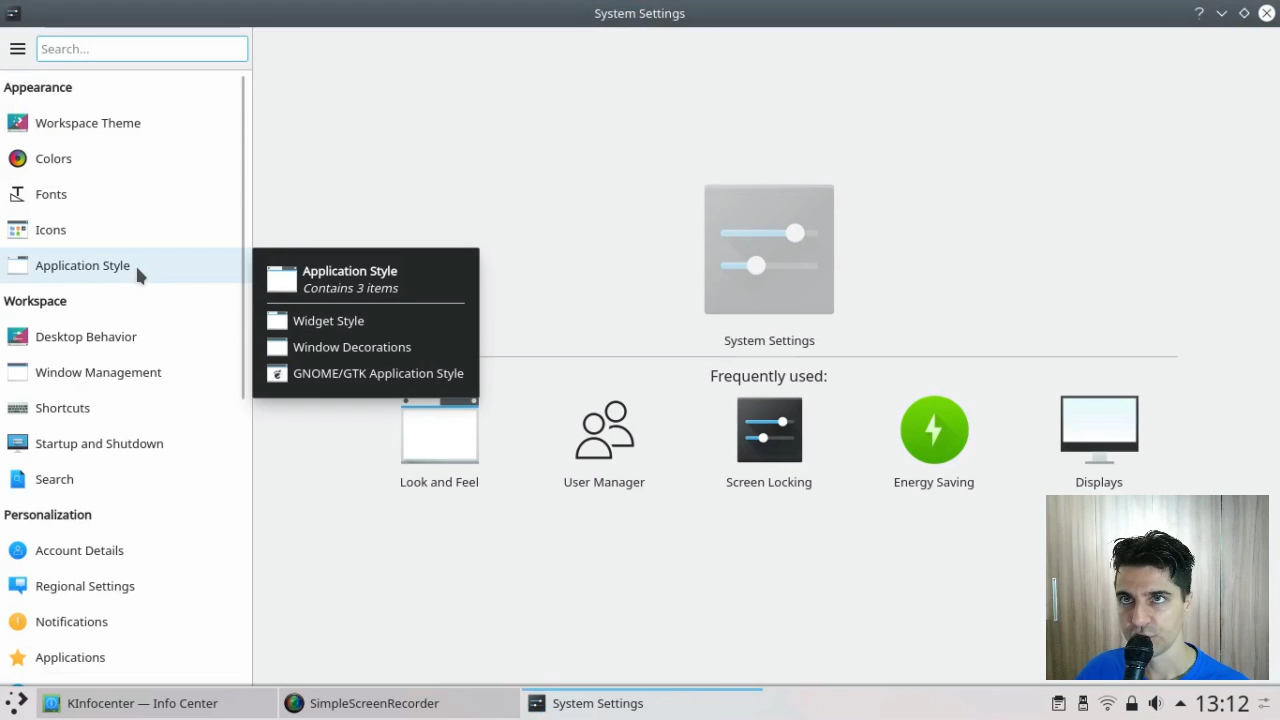 System Settings
Search...
Appearance
Workspace Theme
Colors
Fonts
Icons
Application Style
Workspace
Desktop Behavior
Window Management
Shortcuts
Startup and Shutdown
Search
Personalization
Account Details
Regional Settings
Notifications
Applications
Application Style
Contains 3 items
Widget Style
Window Decorations
GNOME/GTK Application Style
System Settings
Frequently used:
Look and Feel
User Manager
Screen Locking
Energy Saving
Displays
KInfocenter — Info Center
SimpleScreenRecorder
System Settings
13:12